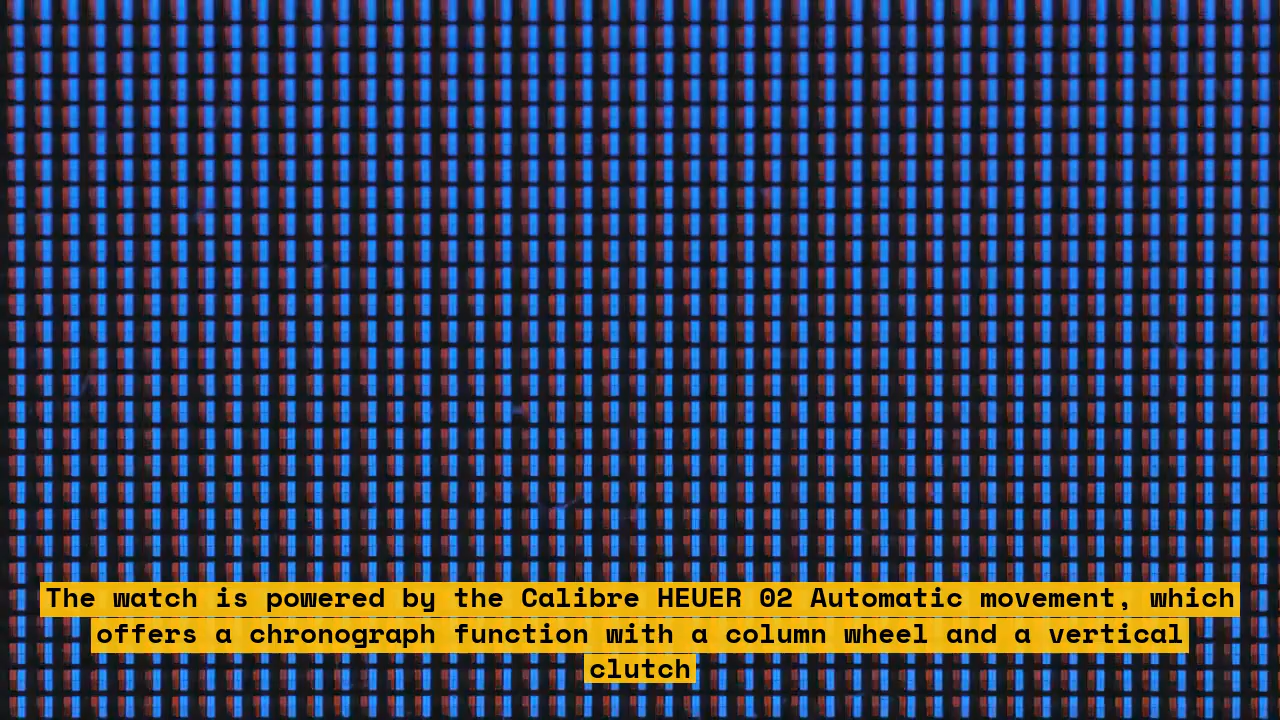 The watch is powered by the Calibre HEUER 02 Automatic movement, which
offers a chronograph function with a column wheel and a vertical
clutch